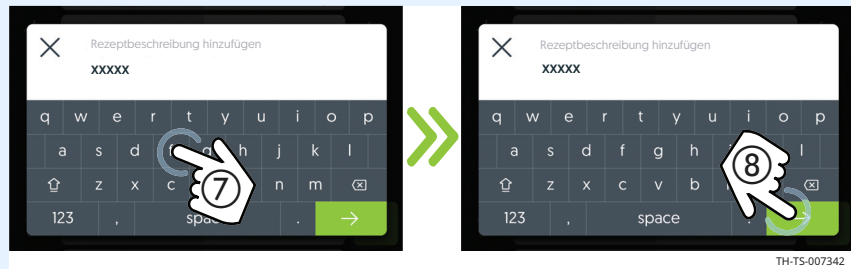 Rezeptbeschreibung hinzufügen
xxxxx
q w e r t y u i o p
a s d f g h j k l
z x c n m
123 , space .
7
Rezeptbeschreibung hinzufügen
xxxxx
q w e r t y u i o p
a s d f g h l
z x c v b
123 , space .
8
TH-TS-007342